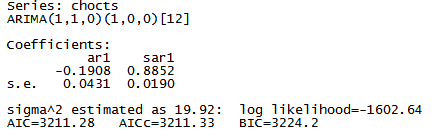 Series: chocts
ARIMA(1,1,0)(1,0,0)[12]
Coefficients:
ar1 sar1
-0.1908 0.8852
s.e. 0.0431 0.0190
sigma^2 estimated as 19.92: log likelihood=-1602.64
AIC=3211.28 AICc=3211.33 BIC=3224.2